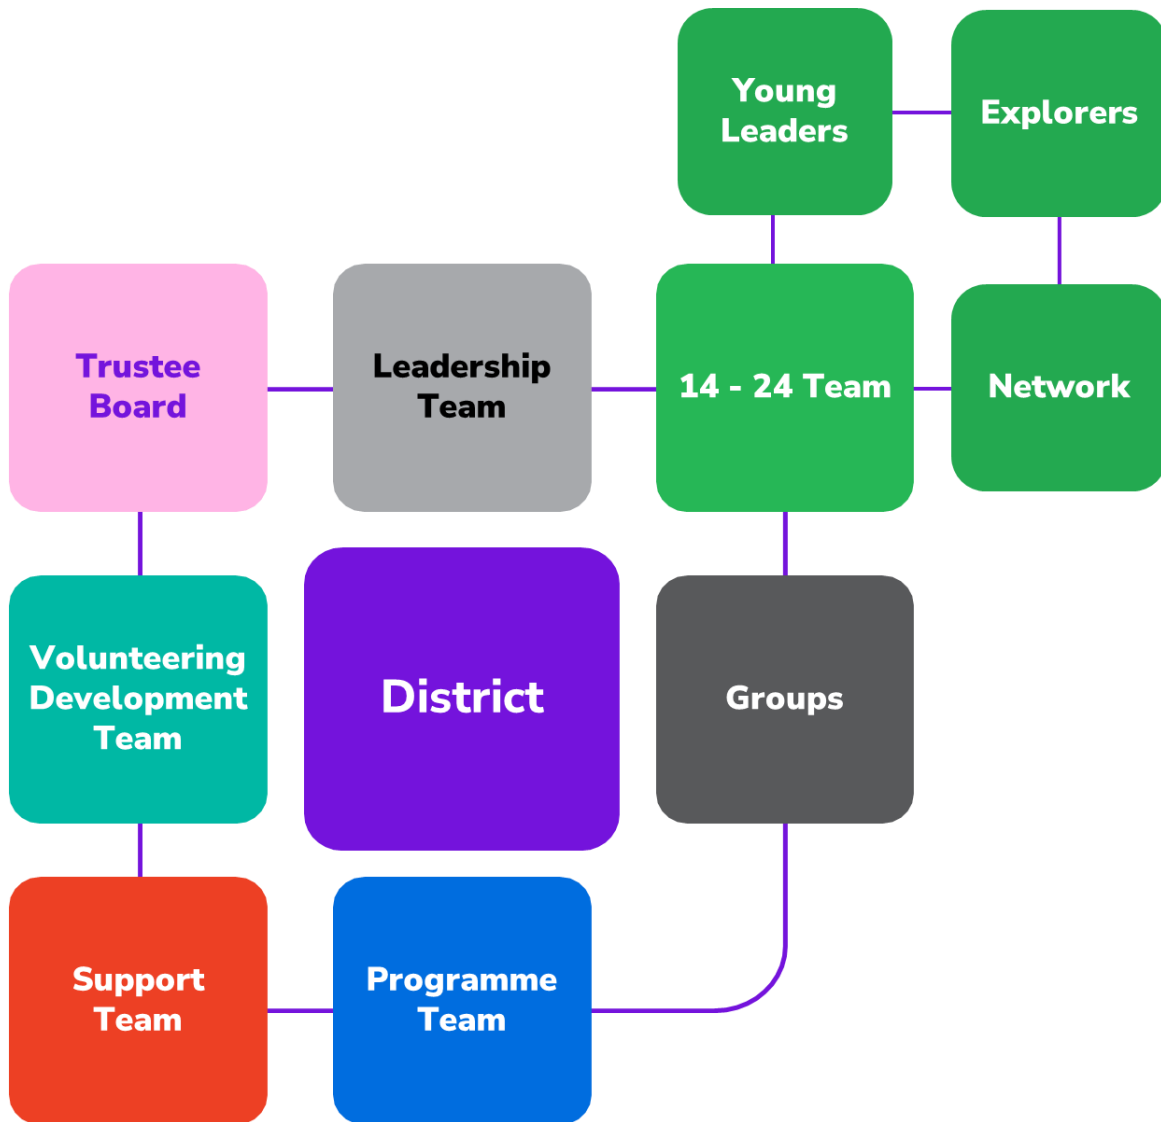 Young
Leaders
Explorers
Trustee
Board
Leadership
Team
14 - 24 Team
Network
Volunteering
Development
Team
District
Groups
Support
Team
Programme
Team